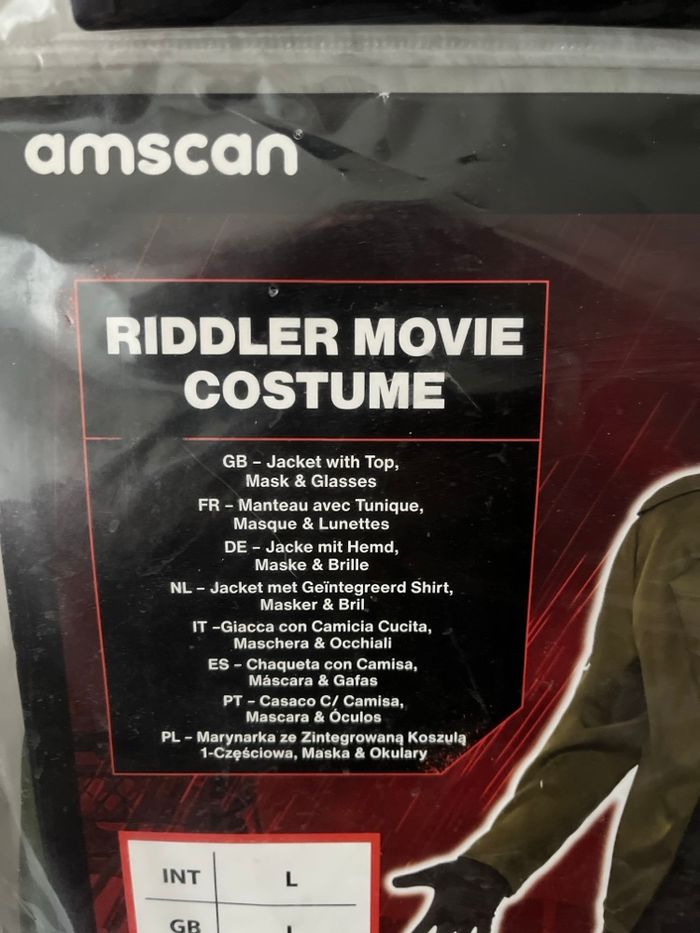 amscan
RIDDLER MOVIE
COSTUME
GB – Jacket with Top,
Mask & Glasses
FR – Manteau avec Tunique,
Masque & Lunettes
DE – Jacke mit Hemd,
Maske & Brille
NL – Jacket met Geïntegreerd Shirt,
Masker & Bril
IT –Giacca con Camicia Cucita,
Maschera & Occhiali
ES – Chaqueta con Camisa,
Máscara & Gafas
PT – Casaco C/ Camisa,
Mascara & Óculos
PL – Marynarka ze Zintegrowaną Koszulą
1-Częściowa, Maska & Okulary
INT L
GB